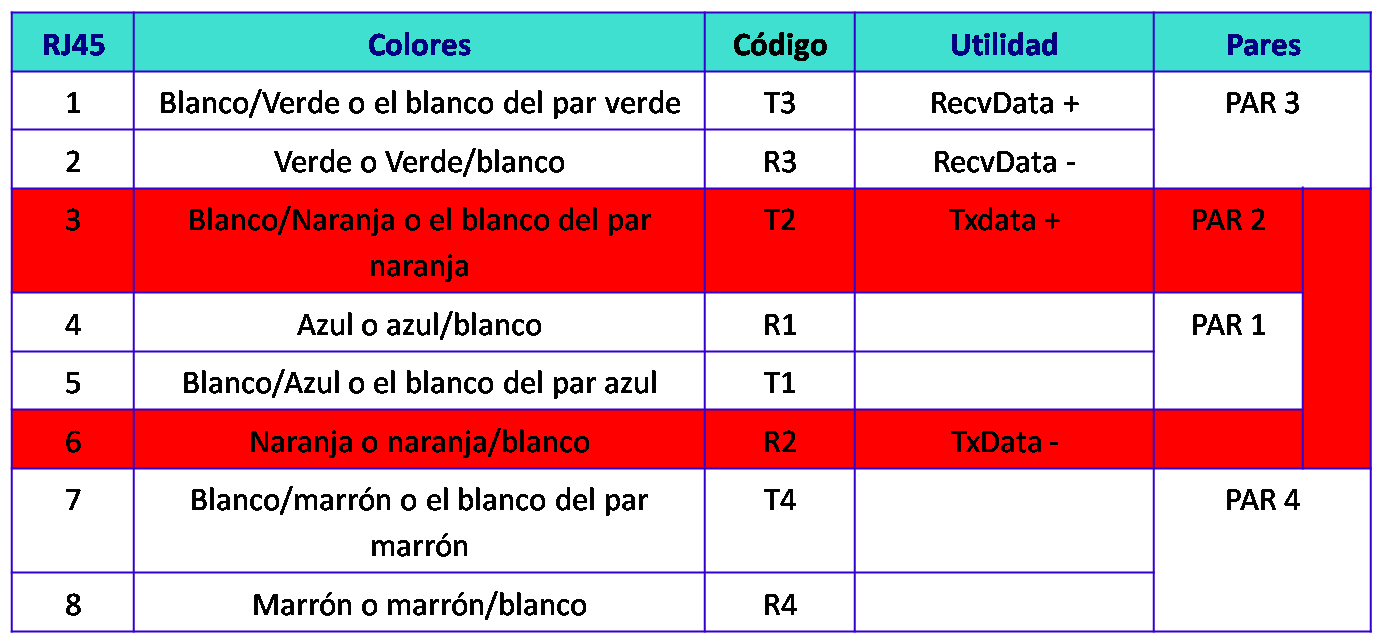 RJ45 Colores Código Utilidad Pares
1 Blanco/Verde o el blanco del par verde T3 RecvData + PAR 3
2 Verde o Verde/blanco R3 RecvData -
3 Blanco/Naranja o el blanco del par T2 Txdata + PAR 2
naranja
4 Azul o azul/blanco R1 PAR 1
5 Blanco/Azul o el blanco del par azul T1
6 Naranja o naranja/blanco R2 TxData -
7 Blanco/marrón o el blanco del par T4 PAR 4
marrón
8 Marrón o marrón/blanco R4